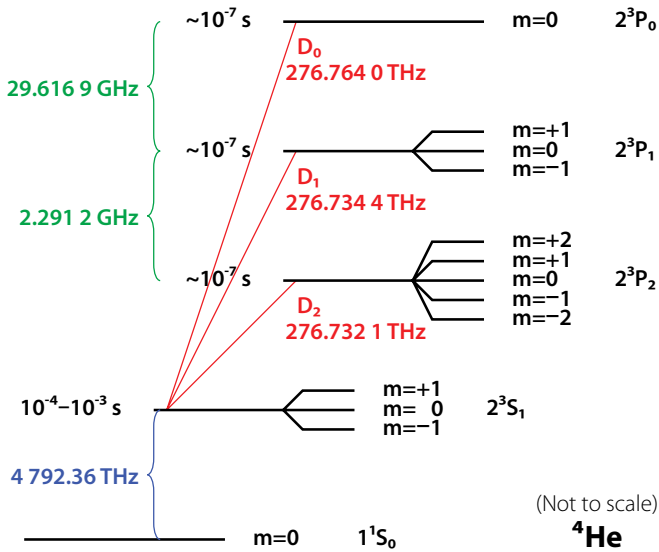 ~10⁻⁷ s m=0 2³P₀
D₀
29.616 9 GHz 276.764 0 THz
m=+1
~10⁻⁷ s m=0 2³P₁
m=−1
D₁
2.291 2 GHz 276.734 4 THz
m=+2
m=+1
~10⁻⁷ s m=0 2³P₂
m=−1
m=−2
D₂
276.732 1 THz
m=+1
10⁻⁴−10⁻³ s m= 0 2³S₁
m=−1
4 792.36 THz
(Not to scale)
m=0 1¹S₀ ⁴He